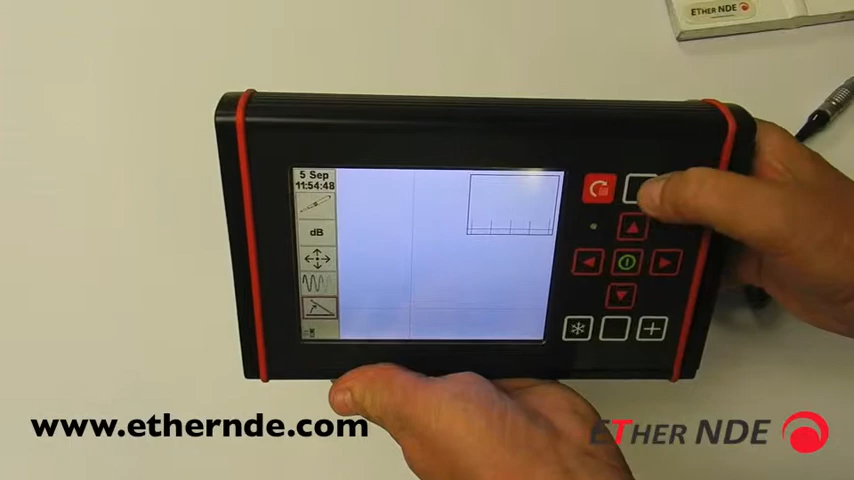 ETHER NDE
5 Sep
11:54:48
dB
www.ethernde.com
ETHER NDE